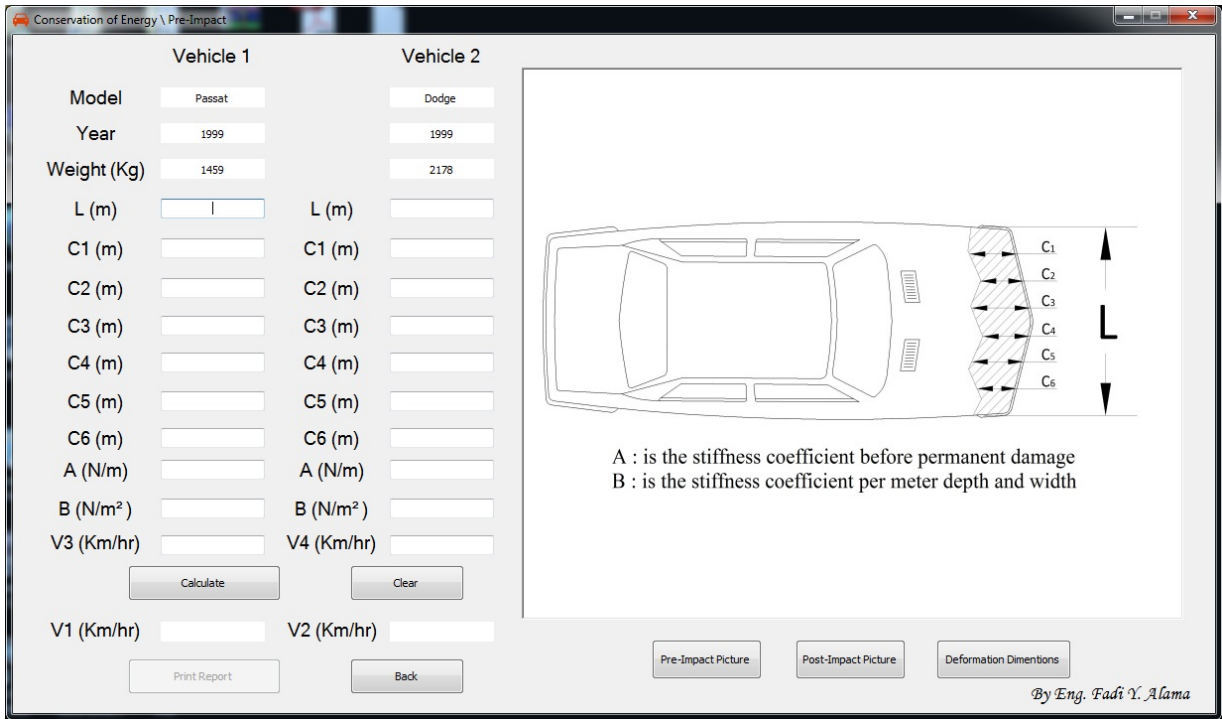 Conservation of Energy \ Pre-Impact
Vehicle 1 Vehicle 2
Model Passat Dodge
Year 1999 1999
Weight (Kg) 1459 2178
L (m) L (m)
C1 (m) C1 (m)
C2 (m) C2 (m)
C3 (m) C3 (m)
C4 (m) C4 (m)
C5 (m) C5 (m)
C6 (m) C6 (m)
A (N/m) A (N/m)
B (N/m²) B (N/m²)
V3 (Km/hr) V4 (Km/hr)
Calculate Clear
V1 (Km/hr) V2 (Km/hr)
Print Report Back
C1
C2
C3
C4
C5
C6
L
A : is the stiffness coefficient before permanent damage
B : is the stiffness coefficient per meter depth and width
Pre-Impact Picture Post-Impact Picture Deformation Dimentions
By Eng. Fadi Y. Alama